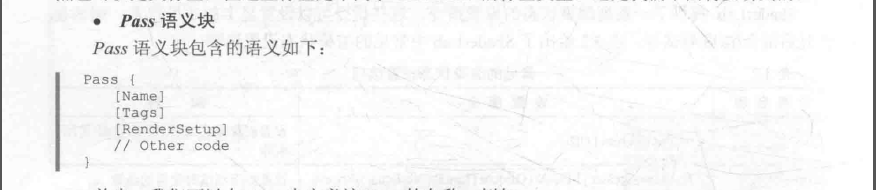 • Pass 语义块
Pass 语义块包含的语义如下：
Pass {
[Name]
[Tags]
[RenderSetup]
// Other code
}